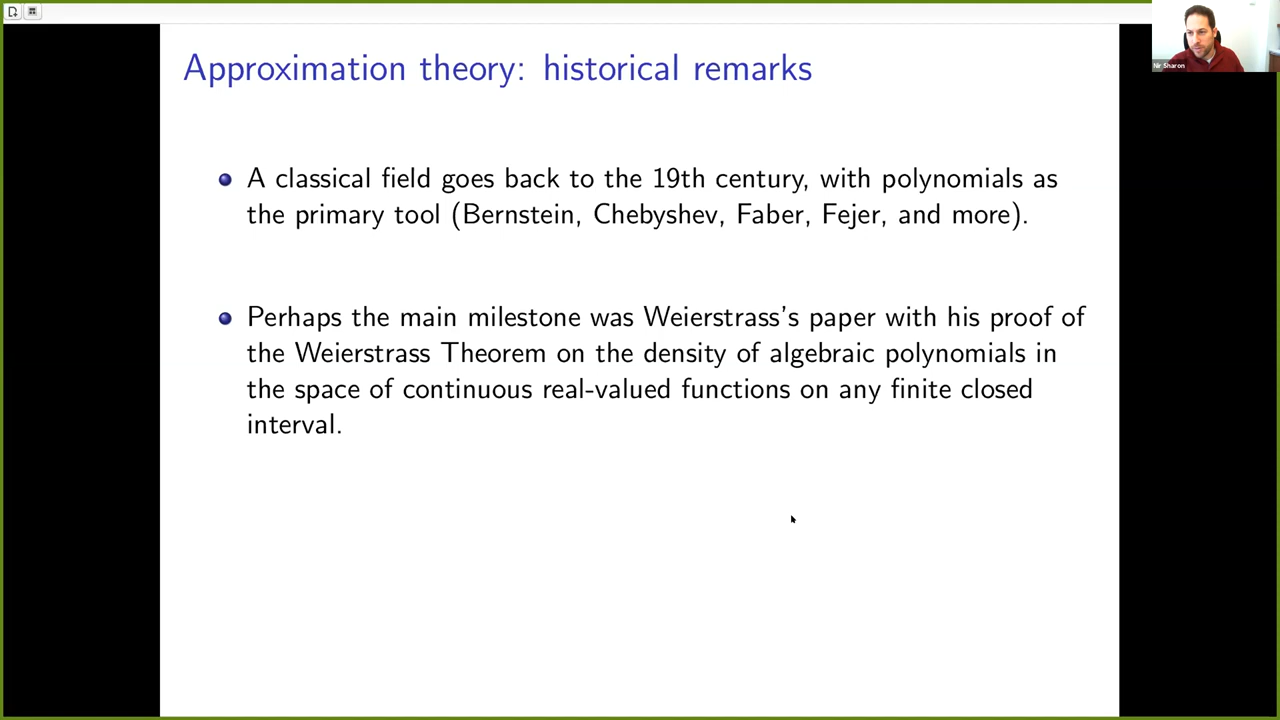 Approximation theory: historical remarks
Nir Sharon
A classical field goes back to the 19th century, with polynomials as
the primary tool (Bernstein, Chebyshev, Faber, Fejer, and more).
Perhaps the main milestone was Weierstrass's paper with his proof of
the Weierstrass Theorem on the density of algebraic polynomials in
the space of continuous real-valued functions on any finite closed
interval.